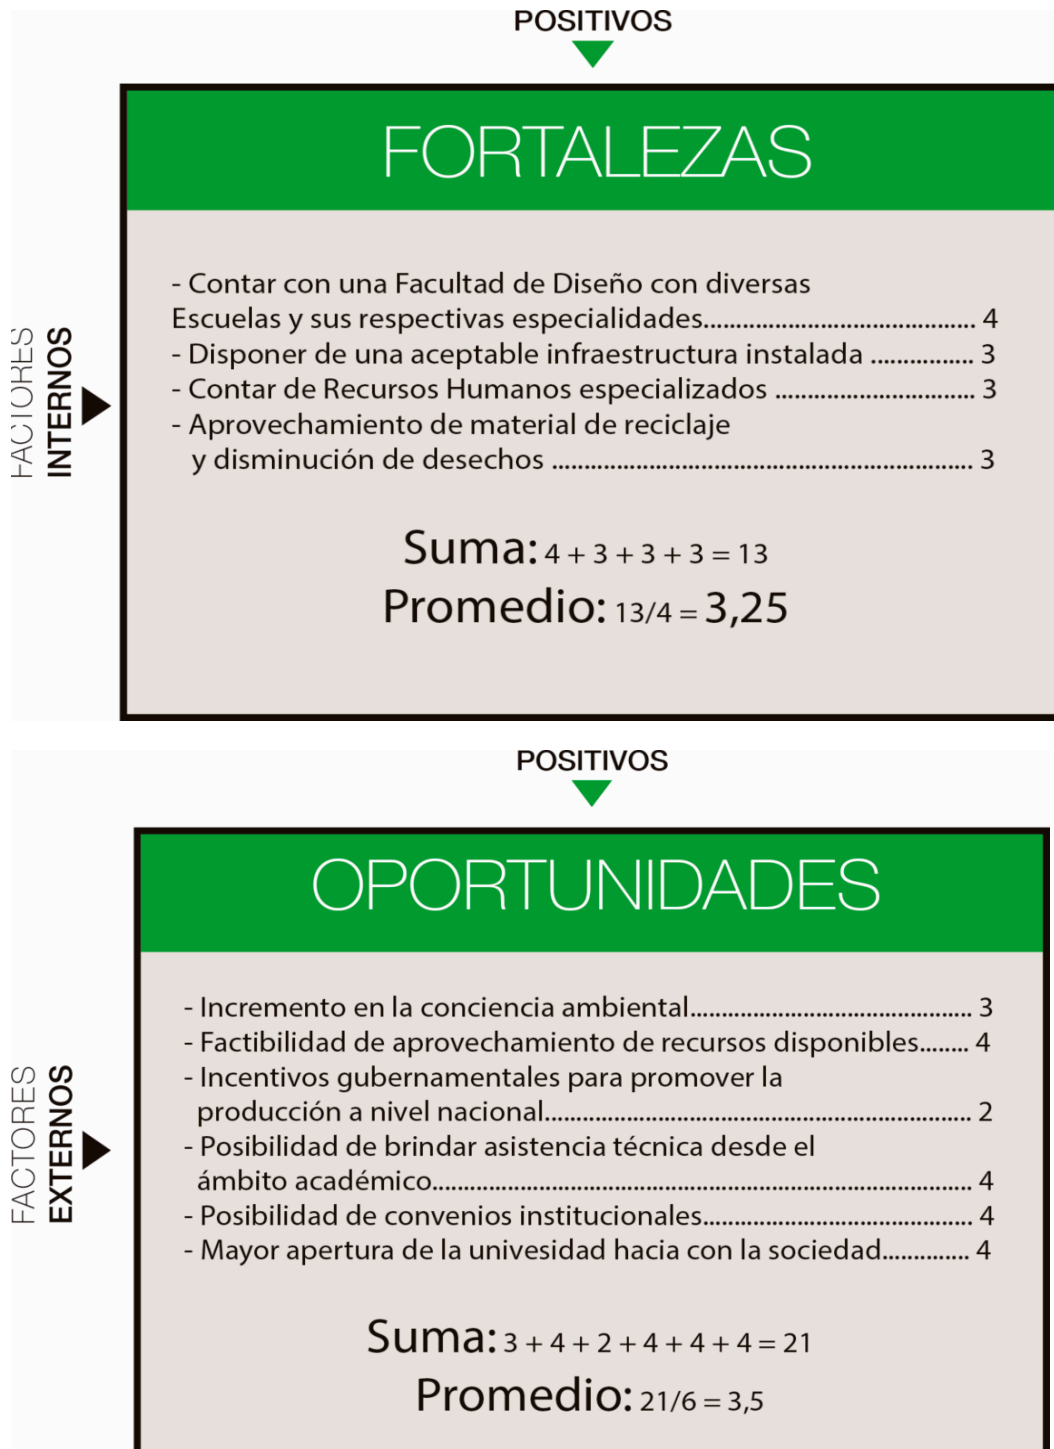 POSITIVOS
FORTALEZAS
FACTORES
INTERNOS
- Contar con una Facultad de Diseño con diversas
Escuelas y sus respectivas especialidades......................................... 4
- Disponer de una aceptable infraestructura instalada ................ 3
- Contar de Recursos Humanos especializados ............................... 3
- Aprovechamiento de material de reciclaje
y disminución de desechos .................................................................. 3
Suma: 4 + 3 + 3 + 3 = 13
Promedio: 13/4 = 3,25
POSITIVOS
OPORTUNIDADES
FACTORES
EXTERNOS
- Incremento en la conciencia ambiental............................................ 3
- Factibilidad de aprovechamiento de recursos disponibles........ 4
- Incentivos gubernamentales para promover la
producción a nivel nacional................................................................... 2
- Posibilidad de brindar asistencia técnica desde el
ámbito académico..................................................................................... 4
- Posibilidad de convenios institucionales.......................................... 4
- Mayor apertura de la univesidad hacia con la sociedad.............. 4
Suma: 3 + 4 + 2 + 4 + 4 + 4 = 21
Promedio: 21/6 = 3,5